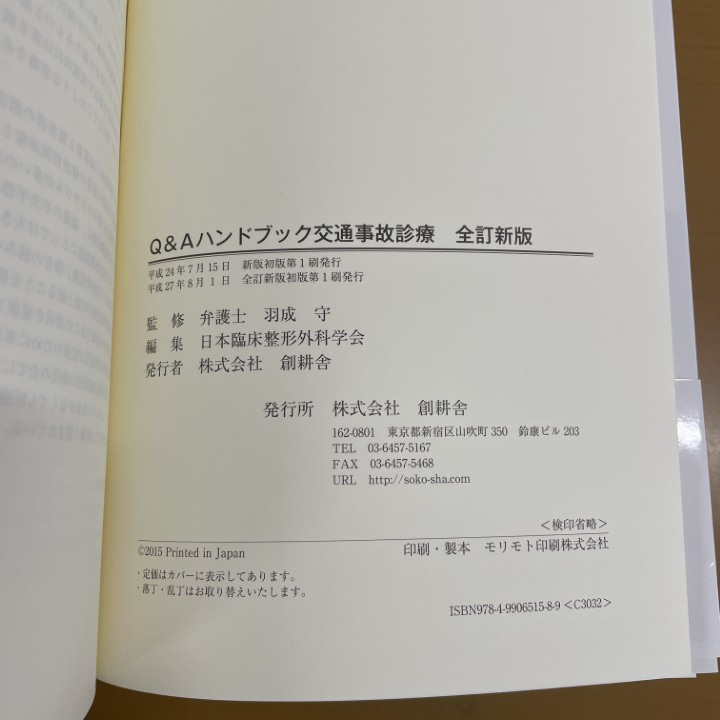 Q&Aハンドブック交通事故診療　全訂新版
平成24年7月15日　新版初版第1刷発行
平成27年8月1日　全訂新版初版第1刷発行
監　修　弁護士　羽成　守
編　集　日本臨床整形外科学会
発行者　株式会社　創耕舎
発行所　株式会社　創耕舎
162-0801　東京都新宿区山吹町350　鈴康ビル203
TEL　03-6457-5167
FAX　03-6457-5468
URL　http://soko-sha.com
＜検印省略＞
©2015 Printed in Japan
印刷・製本　モリモト印刷株式会社
・定価はカバーに表示してあります。
・落丁・乱丁はお取り替えいたします。
ISBN978-4-9906515-8-9＜C3032＞